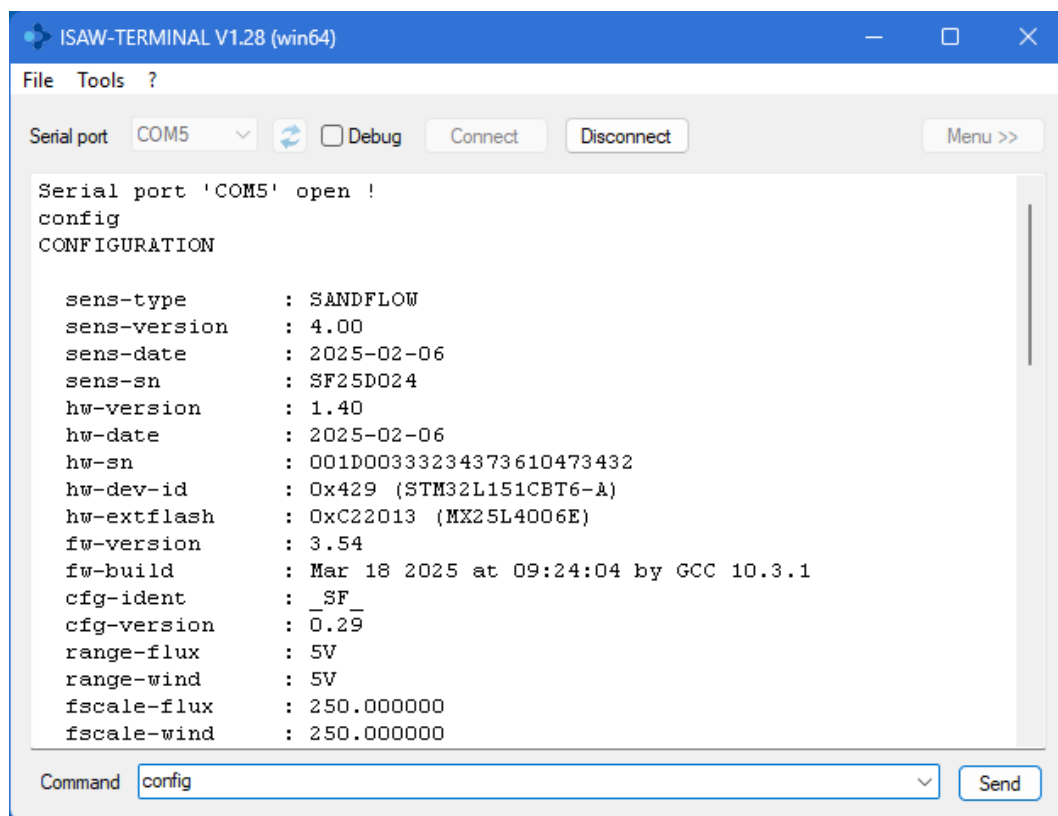 ISAW-TERMINAL V1.28 (win64)
File Tools ?
Serial port COM5 Debug Connect Disconnect Menu >>
Serial port 'COM5' open !
config
CONFIGURATION
sens-type : SANDFLOW
sens-version : 4.00
sens-date : 2025-02-06
sens-sn : SF25D024
hw-version : 1.40
hw-date : 2025-02-06
hw-sn : 001D00333234373610473432
hw-dev-id : 0x429 (STM32L151CBT6-A)
hw-extflash : 0xC22013 (MX25L4006E)
fw-version : 3.54
fw-build : Mar 18 2025 at 09:24:04 by GCC 10.3.1
cfg-ident : _SF_
cfg-version : 0.29
range-flux : 5V
range-wind : 5V
fscale-flux : 250.000000
fscale-wind : 250.000000
Command config Send